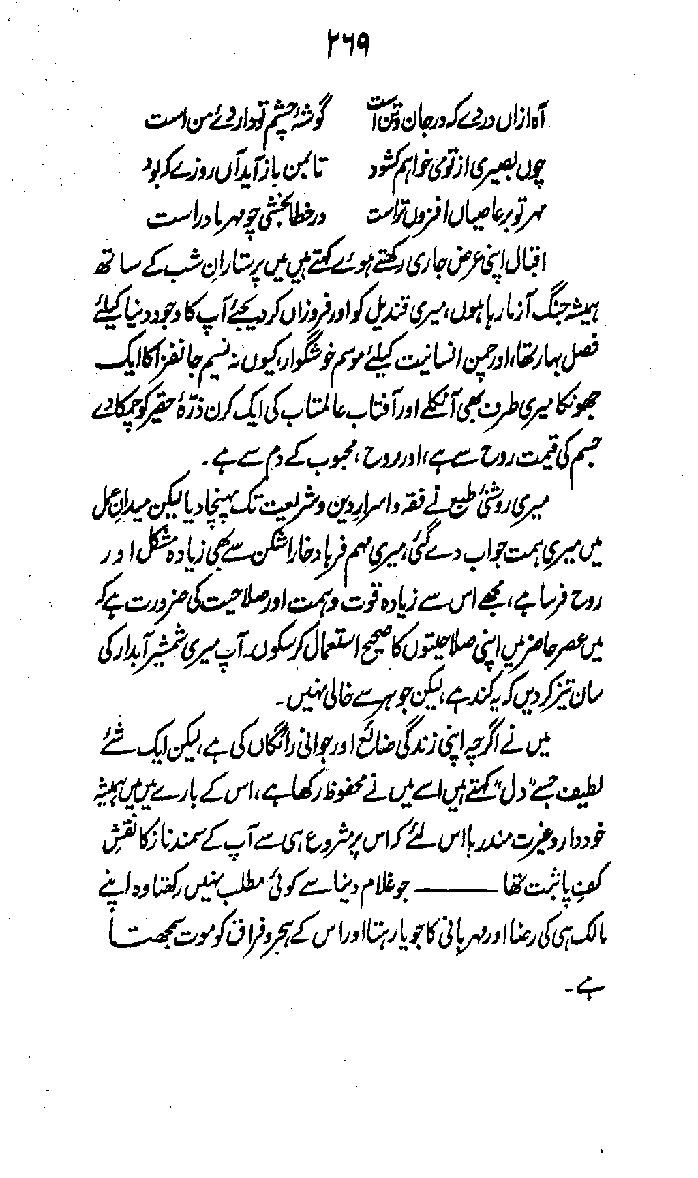 ۲۶۹
آہ ازاں دردے کہ در جان و تن است گوشۂ چشم تو داروئے من است
چوں بصیری از تو می خواہم کشود تا بمن باز آید آں روزے کہ بود
مہر تو بر عاصیاں افزوں تر است در خطا بخشی چو مہر مادر است
اقبال اپنی عرض جاری رکھتے ہوئے کہتے ہیں میں پرستارانِ شب کے ساتھ
ہمیشہ جنگ آزما رہا ہوں، میری قندیل کو اور فروزاں کر دیجئے آپ کا وجود دنیا کیلئے
فصل بہار تھا، اور چمن انسانیت کیلئے موسم خوشگوار، کیوں نہ نسیم جانفزا کا ایک
جھونکا میری طرف بھی آنکلے اور آفتاب عالمتاب کی ایک کرن ذرۂ حقیر کو چمکا دے
جسم کی قیمت روح سے ہے، اور روح، محبوب کے دم سے ہے۔
میری روشنیٔ طبع نے فقہ و اسرار دین و شریعت تک پہنچا دیا لیکن میدانِ عمل
میں میری ہمت جواب دے گئی، میری مہم فرہاد خارا شکن سے بھی زیادہ مشکل اور
روح فرسا ہے، مجھے اس سے زیادہ قوت و ہمت اور صلاحیت کی ضرورت ہے کہ
میں عصر حاضر میں اپنی صلاحیتوں کا صحیح استعمال کر سکوں۔ آپ میری شمشیر آبدار کی
سان تیز کر دیں کہ یہ کند ہے، لیکن جوہر سے خالی نہیں۔
میں نے اگرچہ اپنی زندگی ضائع اور جوانی رائگاں کی ہے، لیکن ایک شئے
لطیف جسے "دل" کہتے ہیں اسے میں نے محفوظ رکھا ہے، اس کے بارے میں میں ہمیشہ
خود دار و غیرت مند رہا اس لئے کہ اس پر شروع ہی سے آپ کے سمند ناز کا نقشِ
کف پا ثبت تھا ——— جو غلام دنیا سے کوئی مطلب نہیں رکھتا وہ اپنے
مالک ہی کی رضا اور مہربانی کا جویا رہتا اور اس کے ہجر و فراق کو موت سمجھتا
ہے۔